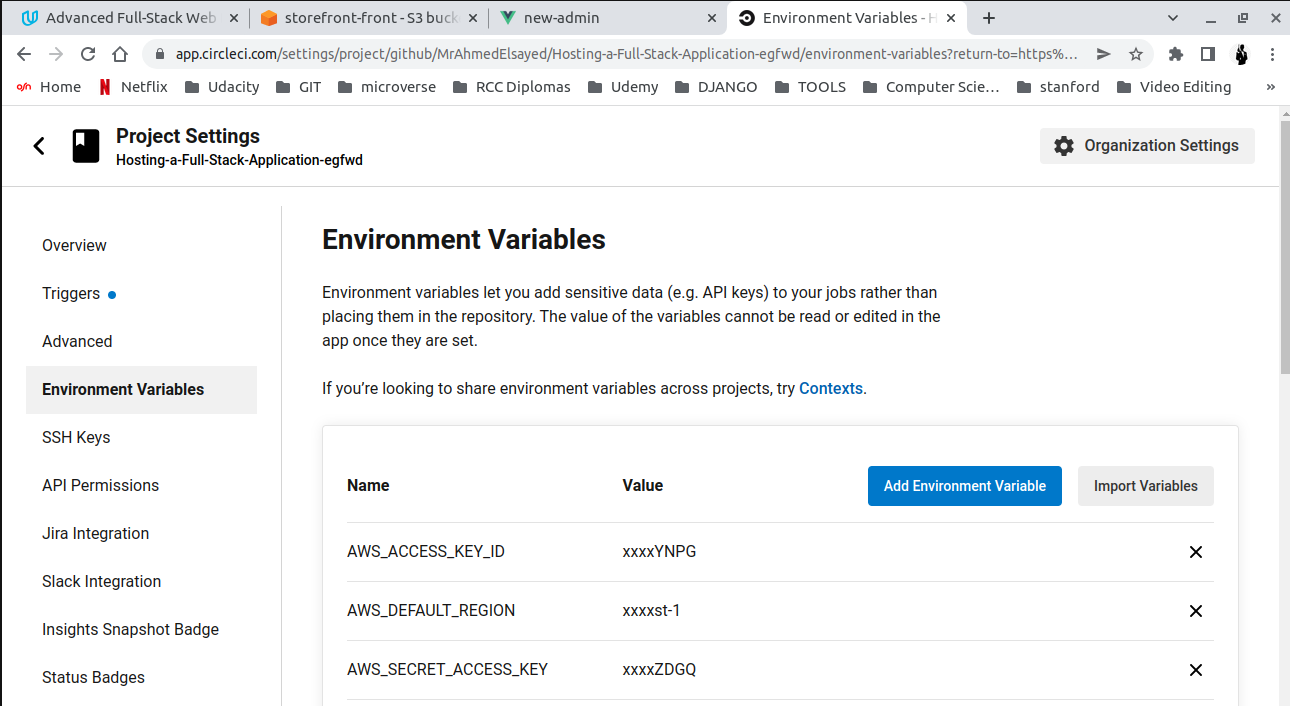 Advanced Full-Stack Web
storefront-front - S3 buck
new-admin
Environment Variables - H
app.circleci.com/settings/project/github/MrAhmedElsayed/Hosting-a-Full-Stack-Application-egfwd/environment-variables?return-to=https%...
Home Netflix Udacity GIT microverse RCC Diplomas Udemy DJANGO TOOLS Computer Scie... stanford Video Editing »
Project Settings
Hosting-a-Full-Stack-Application-egfwd
Organization Settings
Overview
Triggers
Advanced
Environment Variables
SSH Keys
API Permissions
Jira Integration
Slack Integration
Insights Snapshot Badge
Status Badges
Environment Variables
Environment variables let you add sensitive data (e.g. API keys) to your jobs rather than
placing them in the repository. The value of the variables cannot be read or edited in the
app once they are set.
If you’re looking to share environment variables across projects, try Contexts.
Name Value Add Environment Variable Import Variables
AWS_ACCESS_KEY_ID xxxxYNPG
AWS_DEFAULT_REGION xxxxst-1
AWS_SECRET_ACCESS_KEY xxxxZDGQ